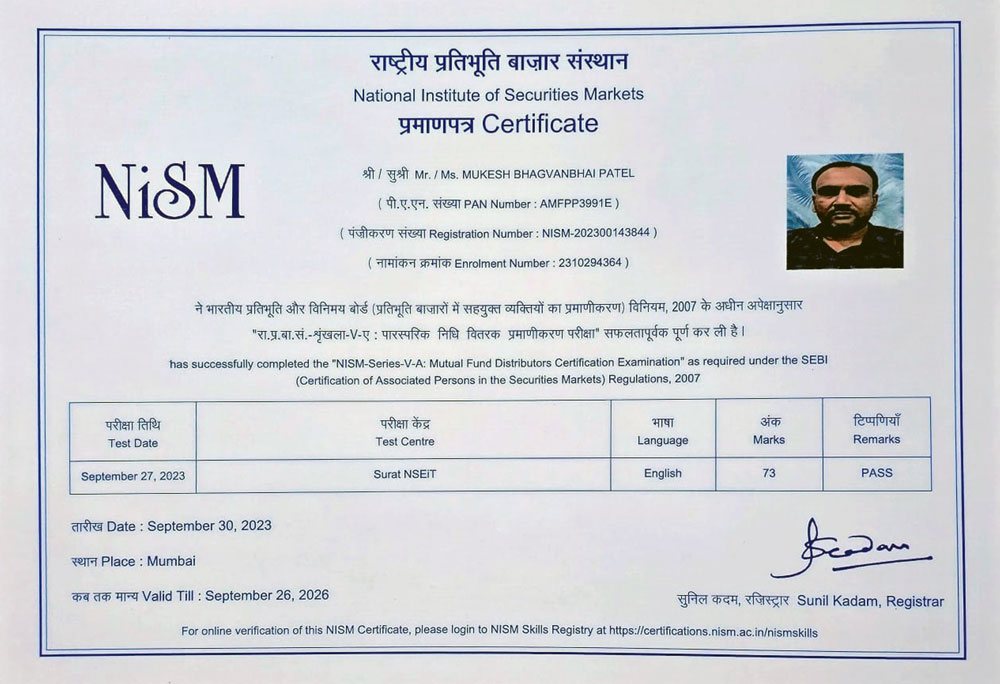 राष्ट्रीय प्रतिभूति बाज़ार संस्थान
National Institute of Securities Markets
प्रमाणपत्र Certificate
NiSM
श्री / सुश्री Mr. / Ms. MUKESH BHAGVANBHAI PATEL
( पी.ए.एन. संख्या PAN Number : AMFPP3991E )
( पंजीकरण संख्या Registration Number : NISM-202300143844 )
( नामांकन क्रमांक Enrolment Number : 2310294364 )
ने भारतीय प्रतिभूति और विनिमय बोर्ड (प्रतिभूति बाजारों में सहयुक्त व्यक्तियों का प्रमाणीकरण) विनियम, 2007 के अधीन अपेक्षानुसार
"रा.प्र.बा.सं.-शृंखला-V-ए : पारस्परिक निधि वितरक प्रमाणीकरण परीक्षा" सफलतापूर्वक पूर्ण कर ली है।
has successfully completed the "NISM-Series-V-A: Mutual Fund Distributors Certification Examination" as required under the SEBI
(Certification of Associated Persons in the Securities Markets) Regulations, 2007
परीक्षा तिथि परीक्षा केंद्र भाषा अंक टिप्पणियाँ
Test Date Test Centre Language Marks Remarks
September 27, 2023 Surat NSEiT English 73 PASS
तारीख Date : September 30, 2023
स्थान Place : Mumbai
कब तक मान्य Valid Till : September 26, 2026
सुनिल कदम, रजिस्ट्रार Sunil Kadam, Registrar
For online verification of this NISM Certificate, please login to NISM Skills Registry at https://certifications.nism.ac.in/nismskills